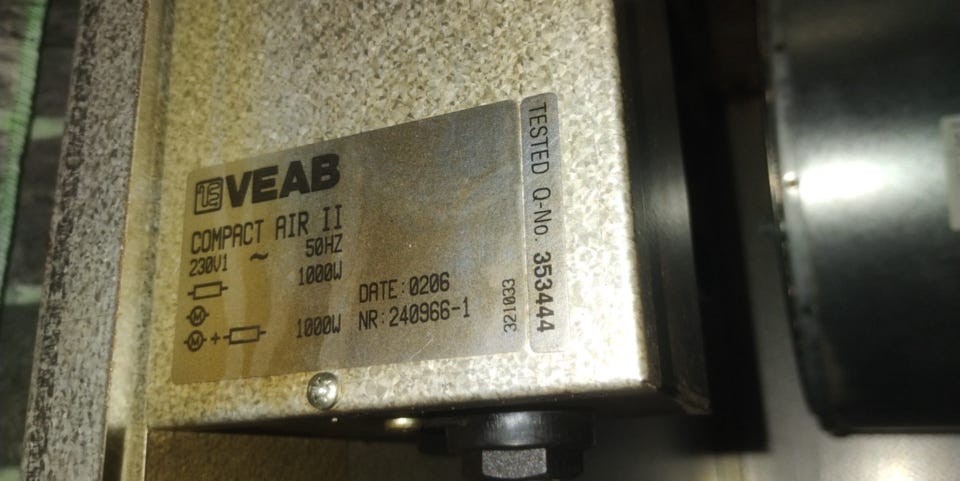 VEAB
COMPACT AIR II
230V1 ~ 50HZ
1000W
M
M + 1000W
DATE:0206
NR:240966-1
321033
TESTED Q-No. 353444